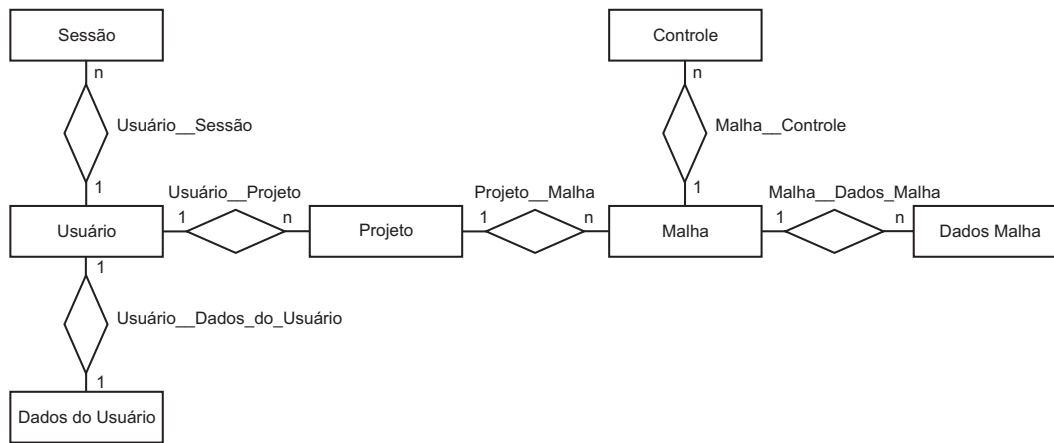 Sessão
Controle
n
n
Usuário__Sessão
Malha__Controle
1
1
Usuário__Projeto
Projeto__Malha
Malha__Dados_Malha
Usuário
1
n
Projeto
1
n
Malha
1
n
Dados Malha
1
Usuário__Dados_do_Usuário
1
Dados do Usuário